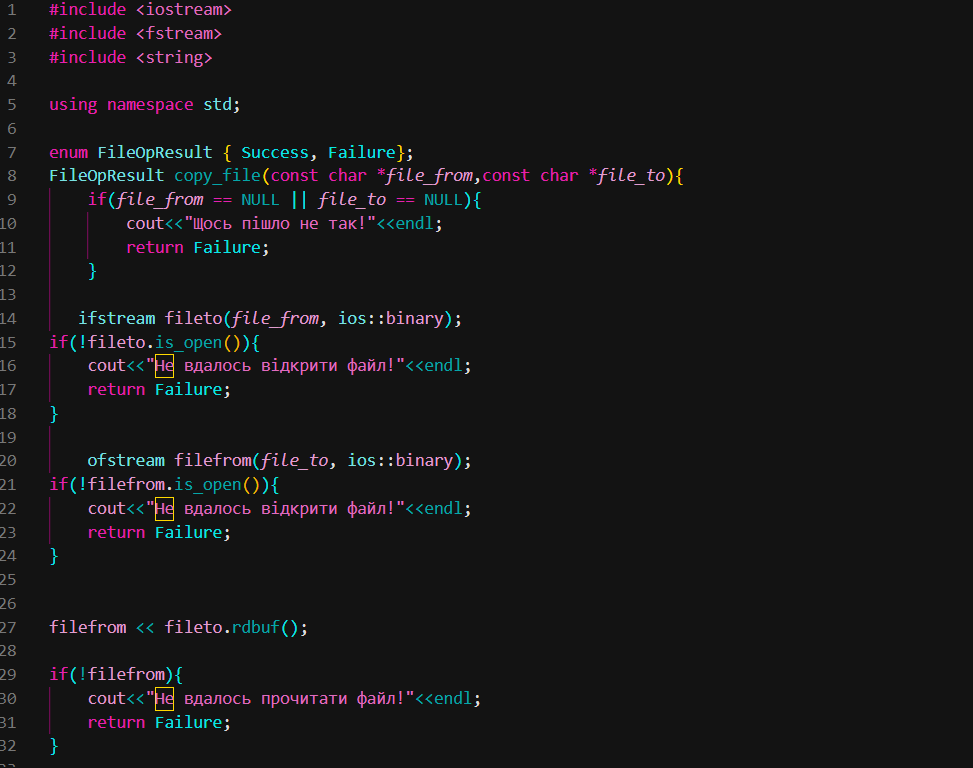 1 #include <iostream>
2 #include <fstream>
3 #include <string>
4
5 using namespace std;
6
7 enum FileOpResult { Success, Failure};
8 FileOpResult copy_file(const char *file_from,const char *file_to){
9 if(file_from == NULL || file_to == NULL){
10 cout<<"Щось пішло не так!"<<endl;
11 return Failure;
12 }
13
14 ifstream fileto(file_from, ios::binary);
15 if(!fileto.is_open()){
16 cout<<"Не вдалось відкрити файл!"<<endl;
17 return Failure;
18 }
19
20 ofstream filefrom(file_to, ios::binary);
21 if(!filefrom.is_open()){
22 cout<<"Не вдалось відкрити файл!"<<endl;
23 return Failure;
24 }
25
26
27 filefrom << fileto.rdbuf();
28
29 if(!filefrom){
30 cout<<"Не вдалось прочитати файл!"<<endl;
31 return Failure;
32 }